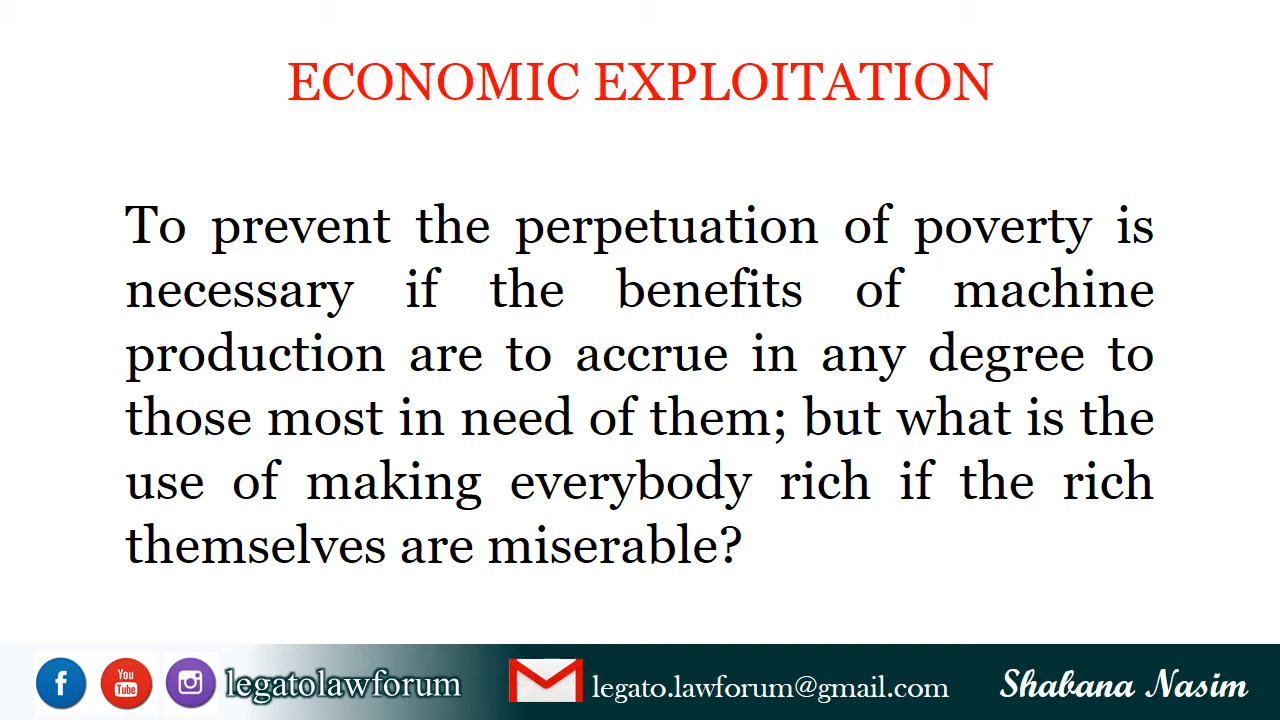 ECONOMIC EXPLOITATION
To prevent the perpetuation of poverty is
necessary if the benefits of machine
production are to accrue in any degree to
those most in need of them; but what is the
use of making everybody rich if the rich
themselves are miserable?
f You Tube legatolawforum legato.lawforum@gmail.com Shabana Nasim